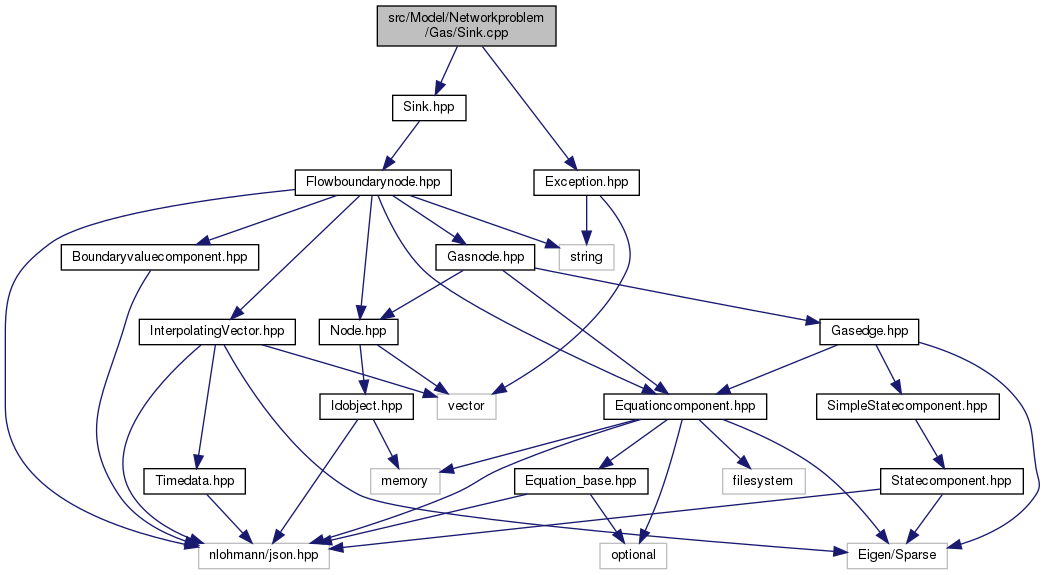 src/Model/Networkproblem
/Gas/Sink.cpp
Sink.hpp
Flowboundarynode.hpp
Exception.hpp
Boundaryvaluecomponent.hpp
Gasnode.hpp
string
InterpolatingVector.hpp
Node.hpp
Gasedge.hpp
Idobject.hpp
vector
Equationcomponent.hpp
SimpleStatecomponent.hpp
Timedata.hpp
memory
Equation_base.hpp
filesystem
Statecomponent.hpp
nlohmann/json.hpp
optional
Eigen/Sparse